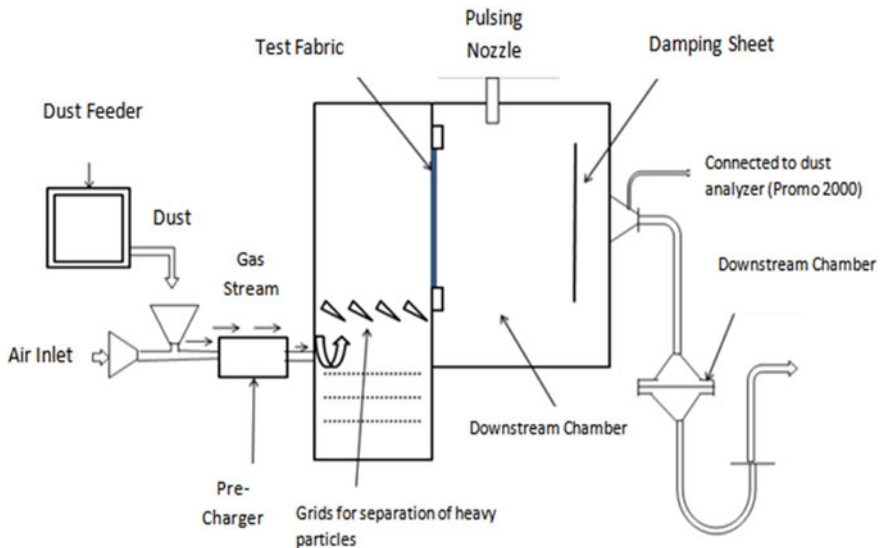 Pulsing
Nozzle
Test Fabric
Damping Sheet
Dust Feeder
Connected to dust
analyzer (Promo 2000)
Dust
Gas
Stream
Downstream Chamber
Air Inlet
Downstream Chamber
Pre-
Charger
Grids for separation of heavy
particles